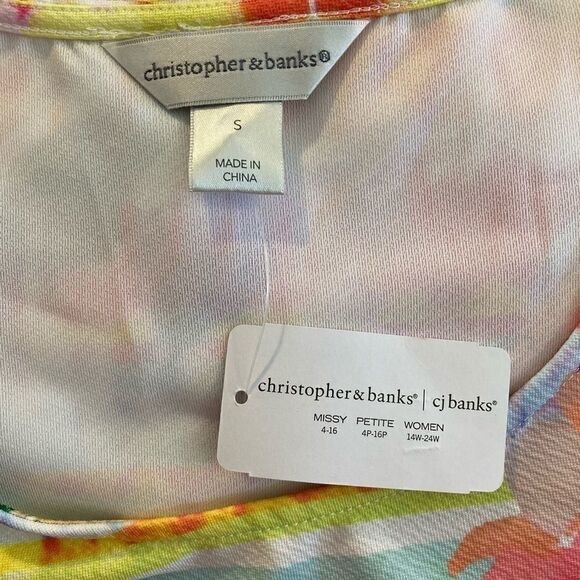 christopher&banks®
S
MADE IN
CHINA
christopher&banks® | cj banks®
MISSY PETITE WOMEN
4-16 4P-16P 14W-24W